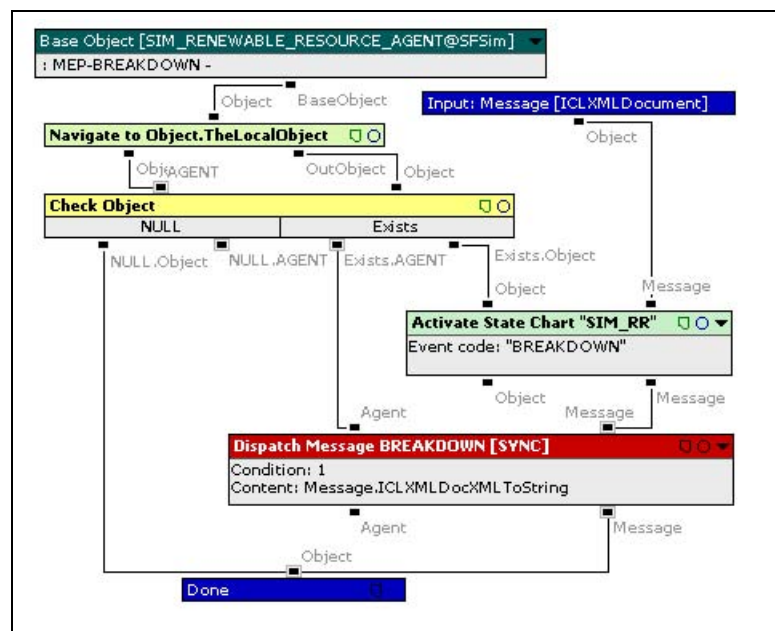 Base Object [SIM_RENEWABLE_RESOURCE_AGENT@SFSim]
: MEP-BREAKDOWN -
Object BaseObject
Input: Message [ICLXMLDocument]
Object
Navigate to Object.TheLocalObject
AGENT OutObject Object
Check Object
NULL Exists
NULL.Object NULL.AGENT Exists.AGENT Exists.Object
Object Message
Activate State Chart "SIM_RR"
Event code: "BREAKDOWN"
Object Message
Agent Message
Dispatch Message BREAKDOWN [SYNC]
Condition: 1
Content: Message.ICLXMLDocXMLToString
Agent Message
Object
Done